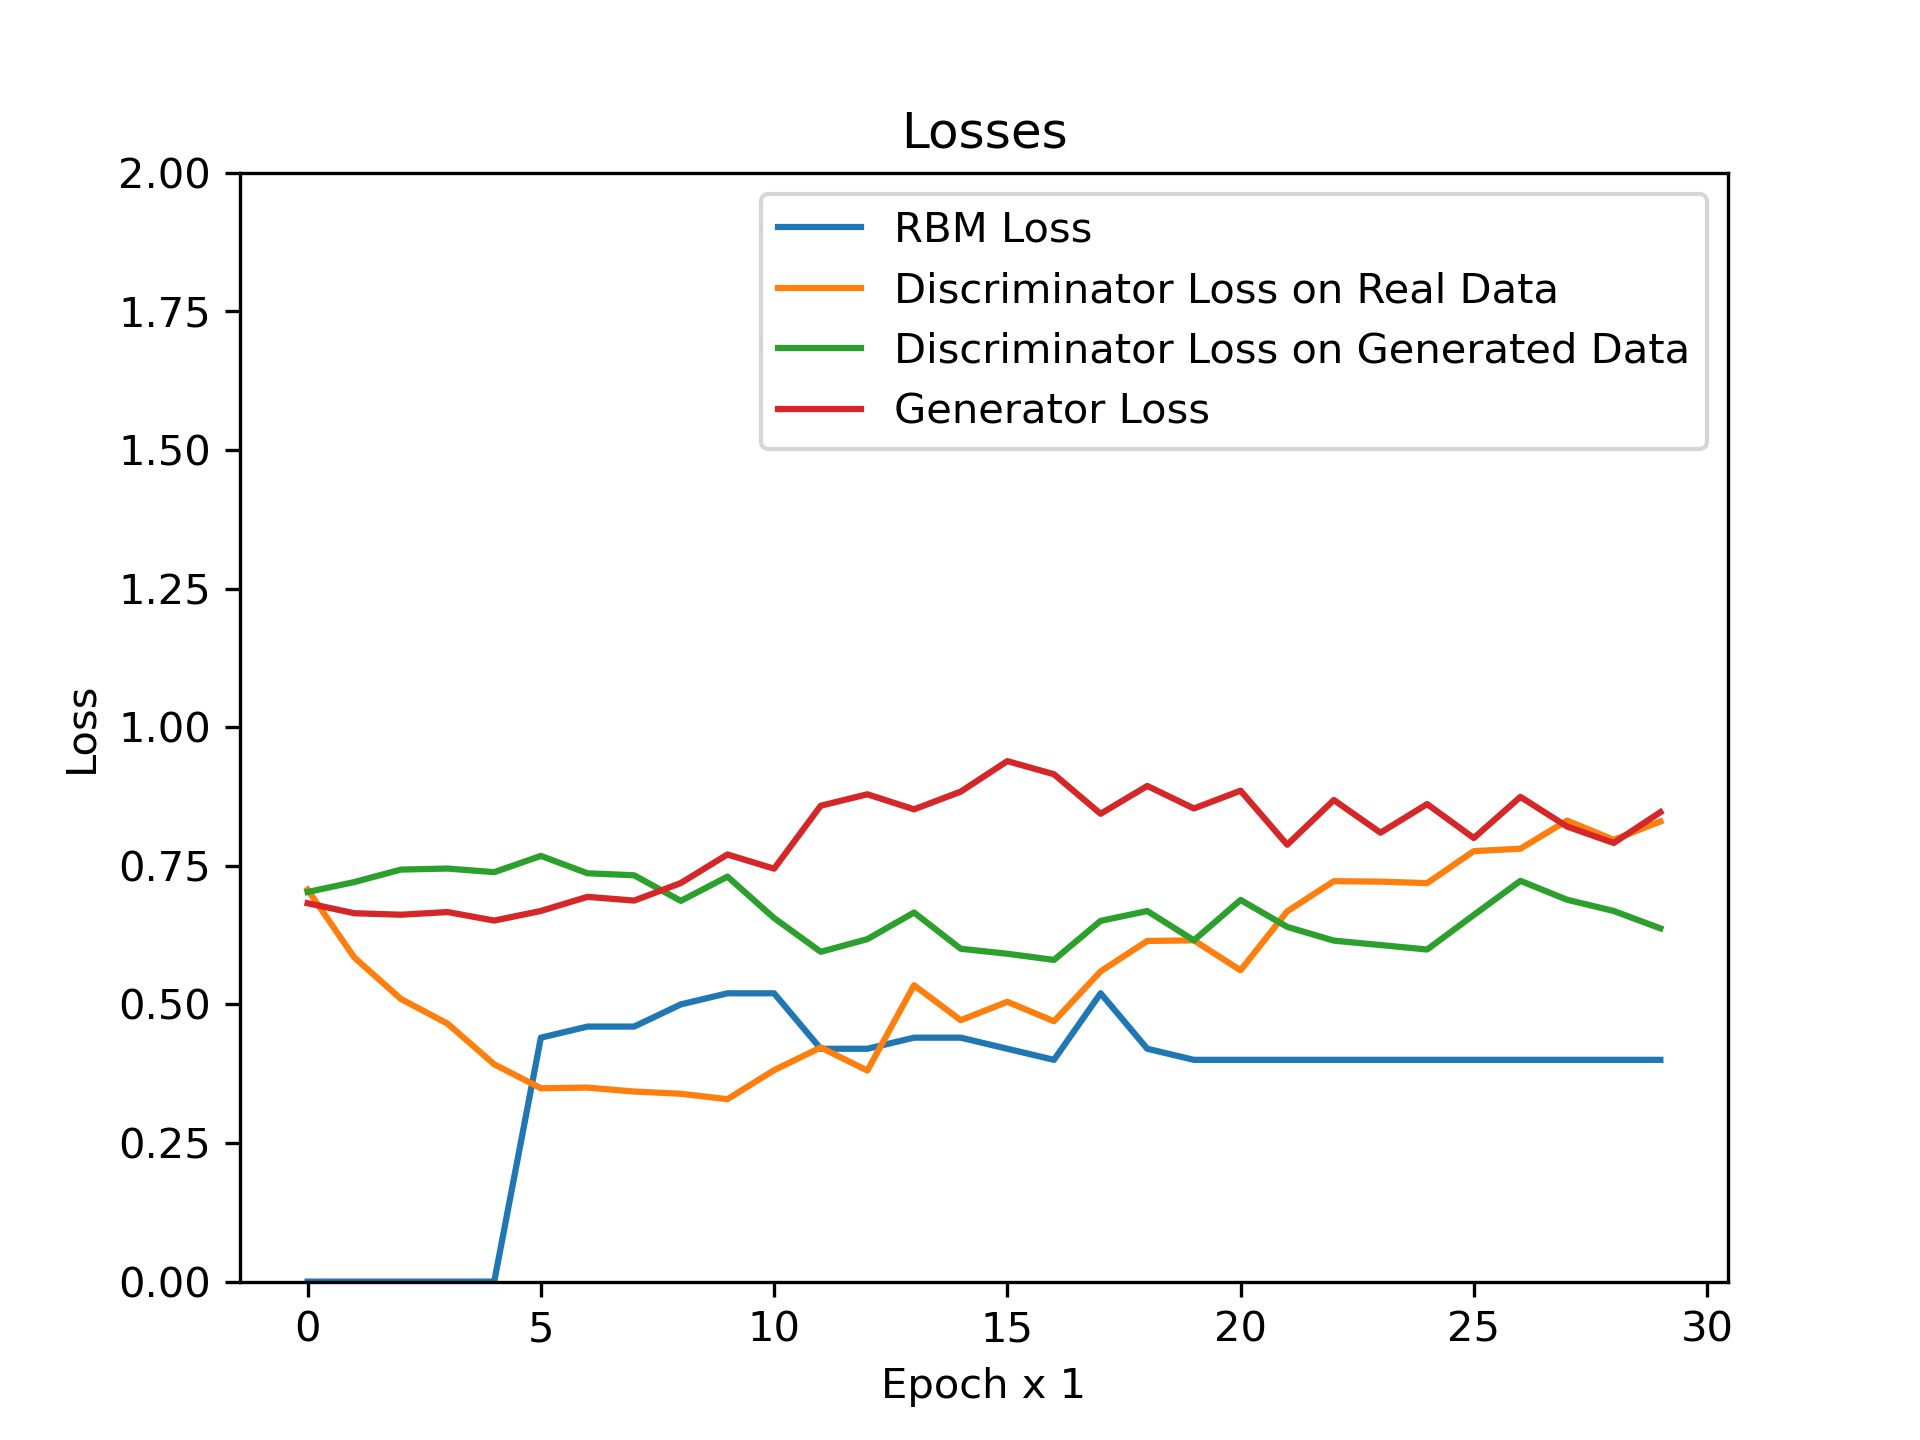 Losses
2.00
1.75
1.50
1.25
1.00
0.75
0.50
0.25
0.00
Loss
RBM Loss
Discriminator Loss on Real Data
Discriminator Loss on Generated Data
Generator Loss
0 5 10 15 20 25 30
Epoch x 1